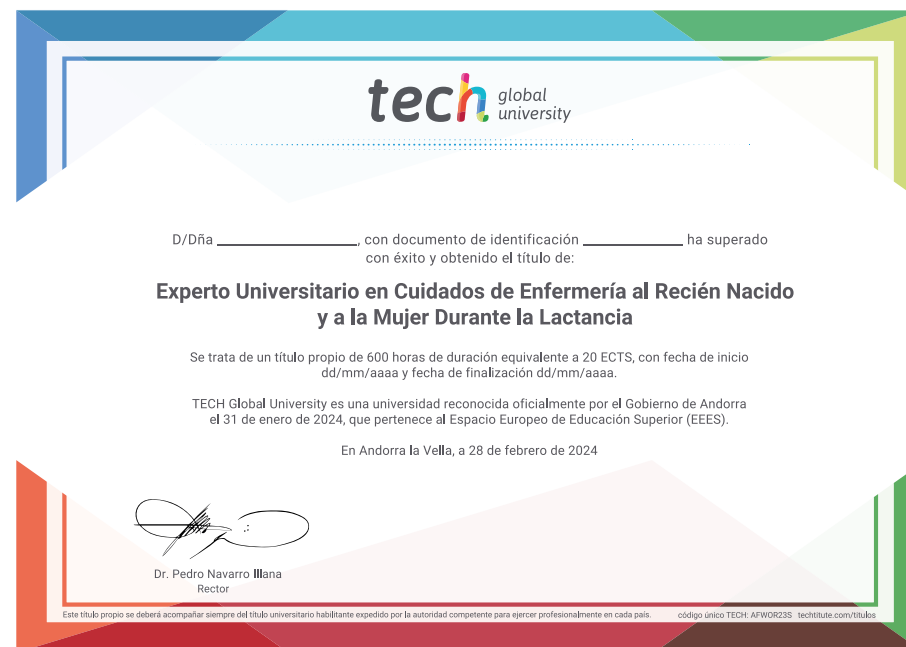 tech global university
D/Dña ____________________, con documento de identificación ______________ ha superado
con éxito y obtenido el título de:
Experto Universitario en Cuidados de Enfermería al Recién Nacido
y a la Mujer Durante la Lactancia
Se trata de un título propio de 600 horas de duración equivalente a 20 ECTS, con fecha de inicio
dd/mm/aaaa y fecha de finalización dd/mm/aaaa.
TECH Global University es una universidad reconocida oficialmente por el Gobierno de Andorra
el 31 de enero de 2024, que pertenece al Espacio Europeo de Educación Superior (EEES).
En Andorra la Vella, a 28 de febrero de 2024
Dr. Pedro Navarro Illana
Rector
Este título propio se deberá acompañar siempre del título universitario habilitante expedido por la autoridad competente para ejercer profesionalmente en cada país. código único TECH: AFWOR23S techtitute.com/titulos